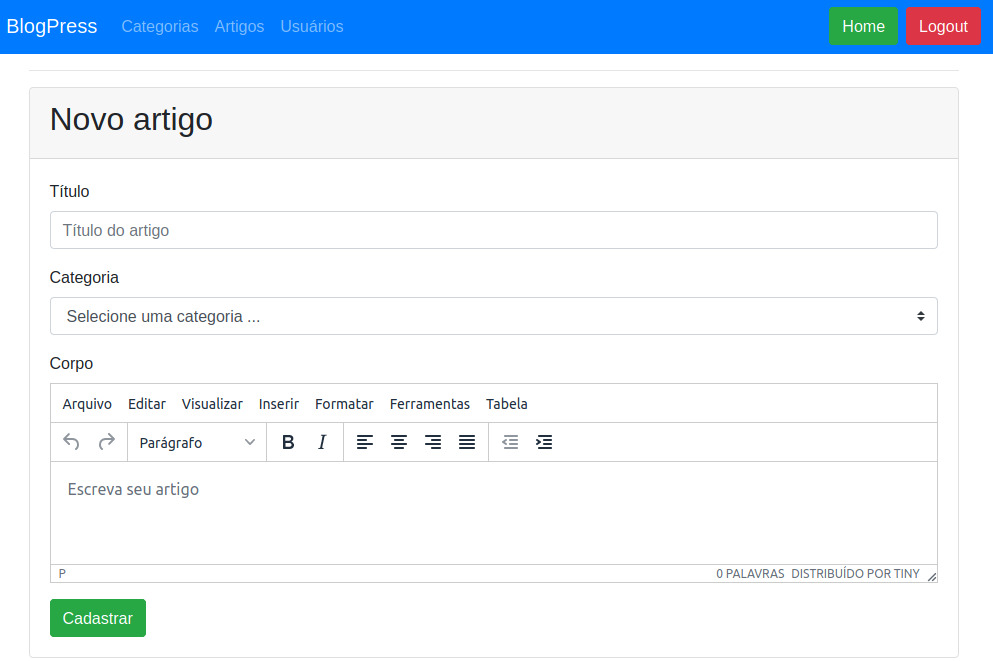 BlogPress Categorias Artigos Usuários Home Logout
Novo artigo
Título
Título do artigo
Categoria
Selecione uma categoria ...
Corpo
Arquivo Editar Visualizar Inserir Formatar Ferramentas Tabela
Parágrafo B I
Escreva seu artigo
P 0 PALAVRAS DISTRIBUÍDO POR TINY
Cadastrar